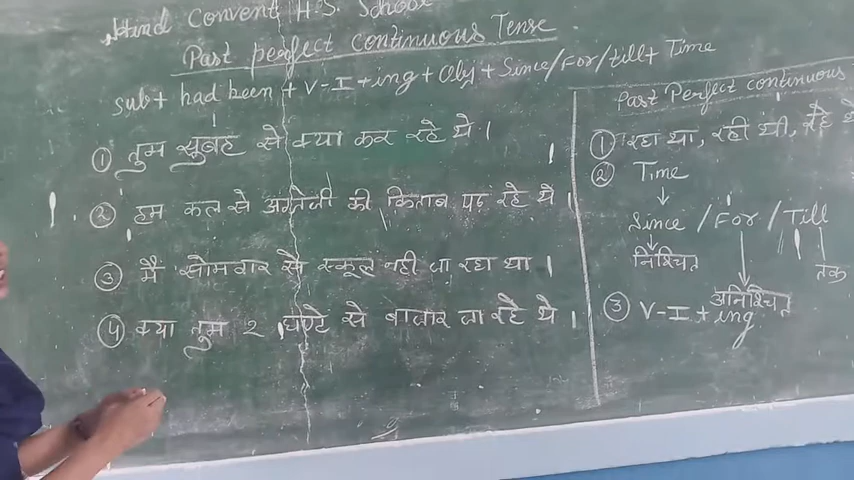 Hind Convent H.S. School
Past perfect continuous Tense
Sub + had been + V-I + ing + Obj + Since/For/till + Time
① तुम सुबह से क्या कर रहे थे।
② हम कल से अंग्रेजी की किताब पढ़ रहे थे।
③ मैं सोमवार से स्कूल नही जा रहा था।
④ क्या तुम 2 घण्टे से बाजार जा रहे थे।
Past Perfect continuous
① रहा था, रही थी, रहे थे
② Time
↓
Since / For / Till
निश्चित
तक
अनिश्चित
③ V-I + ing